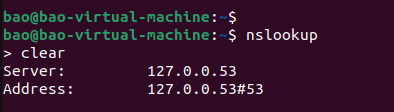 bao@bao-virtual-machine:~$
bao@bao-virtual-machine:~$ nslookup
> clear
Server:         127.0.0.53
Address:        127.0.0.53#53